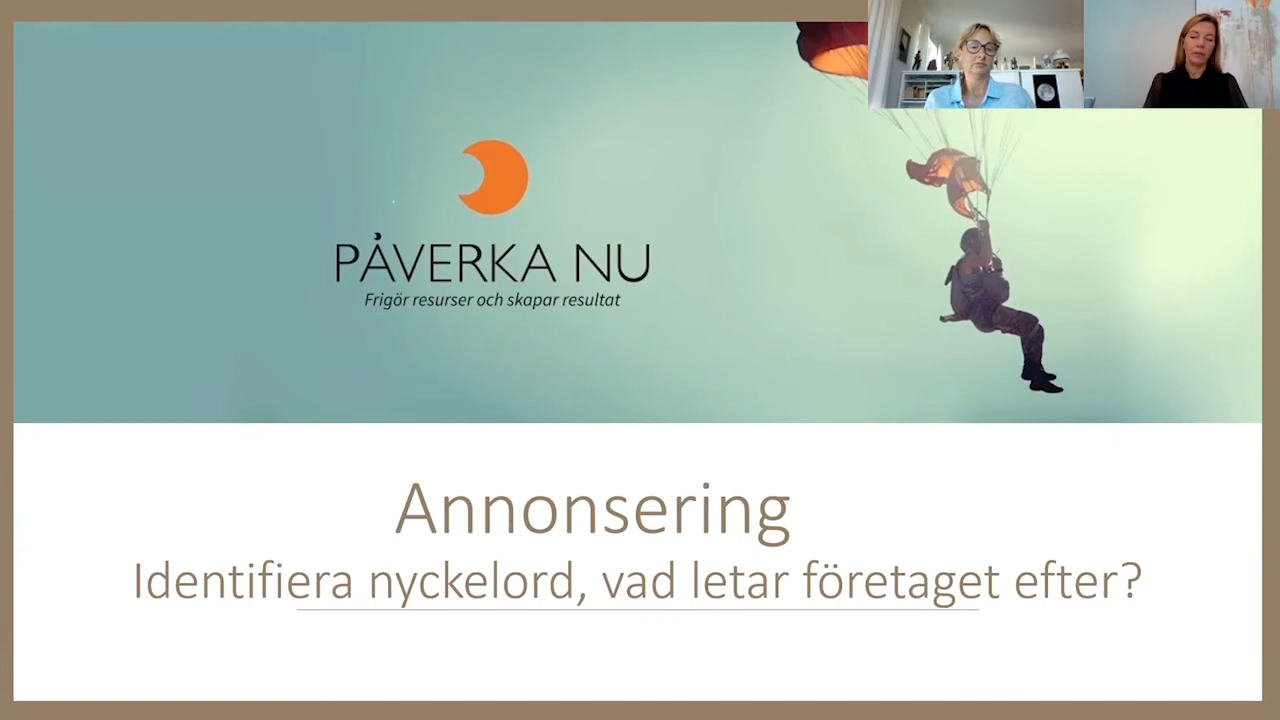 PÅVERKA NU
Frigör resurser och skapar resultat
Annonsering
Identifiera nyckelord, vad letar företaget efter?